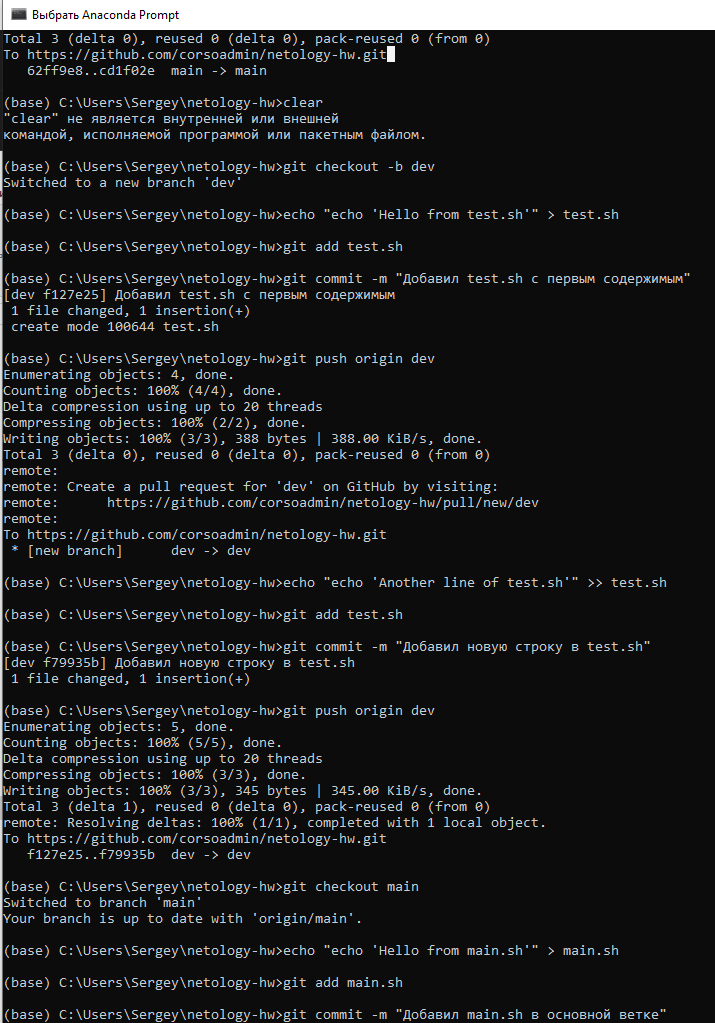 Выбрать Anaconda Prompt
Total 3 (delta 0), reused 0 (delta 0), pack-reused 0 (from 0)
To https://github.com/corsoadmin/netology-hw.git
   62ff9e8..cd1f02e  main -> main
(base) C:\Users\Sergey\netology-hw>clear
"clear" не является внутренней или внешней
командой, исполняемой программой или пакетным файлом.
(base) C:\Users\Sergey\netology-hw>git checkout -b dev
Switched to a new branch 'dev'
(base) C:\Users\Sergey\netology-hw>echo "echo 'Hello from test.sh'" > test.sh
(base) C:\Users\Sergey\netology-hw>git add test.sh
(base) C:\Users\Sergey\netology-hw>git commit -m "Добавил test.sh с первым содержимым"
[dev f127e25] Добавил test.sh с первым содержимым
 1 file changed, 1 insertion(+)
 create mode 100644 test.sh
(base) C:\Users\Sergey\netology-hw>git push origin dev
Enumerating objects: 4, done.
Counting objects: 100% (4/4), done.
Delta compression using up to 20 threads
Compressing objects: 100% (2/2), done.
Writing objects: 100% (3/3), 388 bytes | 388.00 KiB/s, done.
Total 3 (delta 0), reused 0 (delta 0), pack-reused 0 (from 0)
remote:
remote: Create a pull request for 'dev' on GitHub by visiting:
remote:      https://github.com/corsoadmin/netology-hw/pull/new/dev
remote:
To https://github.com/corsoadmin/netology-hw.git
 * [new branch]      dev -> dev
(base) C:\Users\Sergey\netology-hw>echo "echo 'Another line of test.sh'" >> test.sh
(base) C:\Users\Sergey\netology-hw>git add test.sh
(base) C:\Users\Sergey\netology-hw>git commit -m "Добавил новую строку в test.sh"
[dev f79935b] Добавил новую строку в test.sh
 1 file changed, 1 insertion(+)
(base) C:\Users\Sergey\netology-hw>git push origin dev
Enumerating objects: 5, done.
Counting objects: 100% (5/5), done.
Delta compression using up to 20 threads
Compressing objects: 100% (3/3), done.
Writing objects: 100% (3/3), 345 bytes | 345.00 KiB/s, done.
Total 3 (delta 1), reused 0 (delta 0), pack-reused 0 (from 0)
remote: Resolving deltas: 100% (1/1), completed with 1 local object.
To https://github.com/corsoadmin/netology-hw.git
   f127e25..f79935b  dev -> dev
(base) C:\Users\Sergey\netology-hw>git checkout main
Switched to branch 'main'
Your branch is up to date with 'origin/main'.
(base) C:\Users\Sergey\netology-hw>echo "echo 'Hello from main.sh'" > main.sh
(base) C:\Users\Sergey\netology-hw>git add main.sh
(base) C:\Users\Sergey\netology-hw>git commit -m "Добавил main.sh в основной ветке"